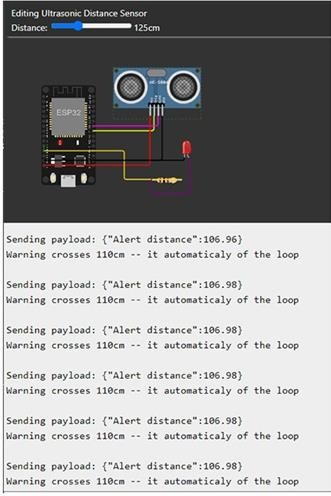 Editing Ultrasonic Distance Sensor
Distance: 125cm
ESP32
Sending payload: {"Alert distance":106.96}
Warning crosses 110cm -- it automaticaly of the loop
Sending payload: {"Alert distance":106.98}
Warning crosses 110cm -- it automaticaly of the loop
Sending payload: {"Alert distance":106.98}
Warning crosses 110cm -- it automaticaly of the loop
Sending payload: {"Alert distance":106.98}
Warning crosses 110cm -- it automaticaly of the loop
Sending payload: {"Alert distance":106.98}
Warning crosses 110cm -- it automaticaly of the loop
Sending payload: {"Alert distance":106.98}
Warning crosses 110cm -- it automaticaly of the loop